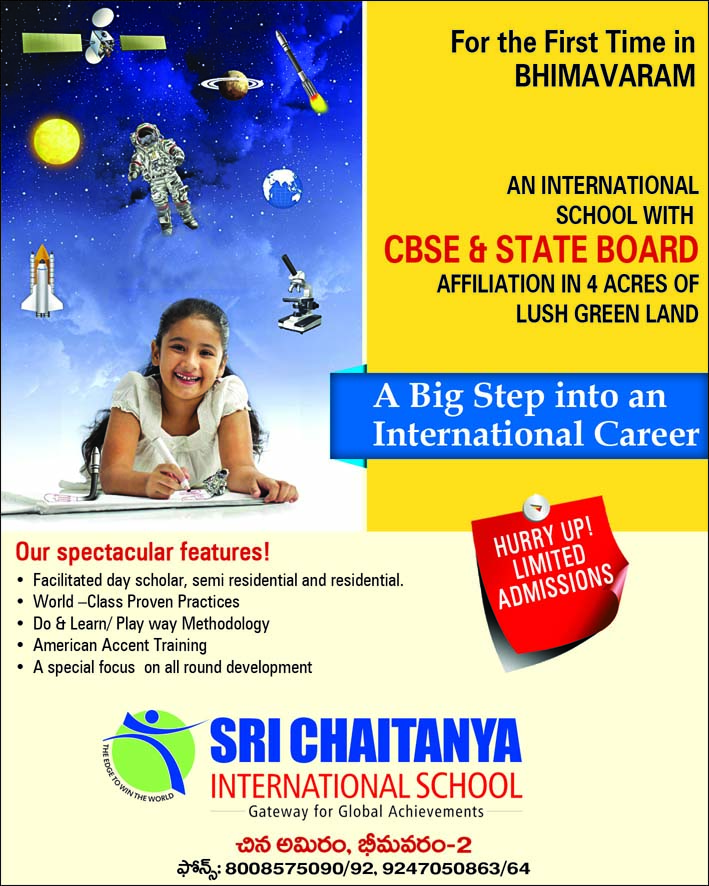 For the First Time in
BHIMAVARAM
AN INTERNATIONAL
SCHOOL WITH
CBSE & STATE BOARD
AFFILIATION IN 4 ACRES OF
LUSH GREEN LAND
A Big Step into an
International Career
HURRY UP!
LIMITED
ADMISSIONS
Our spectacular features!
• Facilitated day scholar, semi residential and residential.
• World –Class Proven Practices
• Do & Learn/ Play way Methodology
• American Accent Training
• A special focus on all round development
THE EDGE TO WIN THE WORLD
SRI CHAITANYA
INTERNATIONAL SCHOOL
Gateway for Global Achievements
చిన అమిరం, భీమవరం-2
ఫోన్స్: 8008575090/92, 9247050863/64